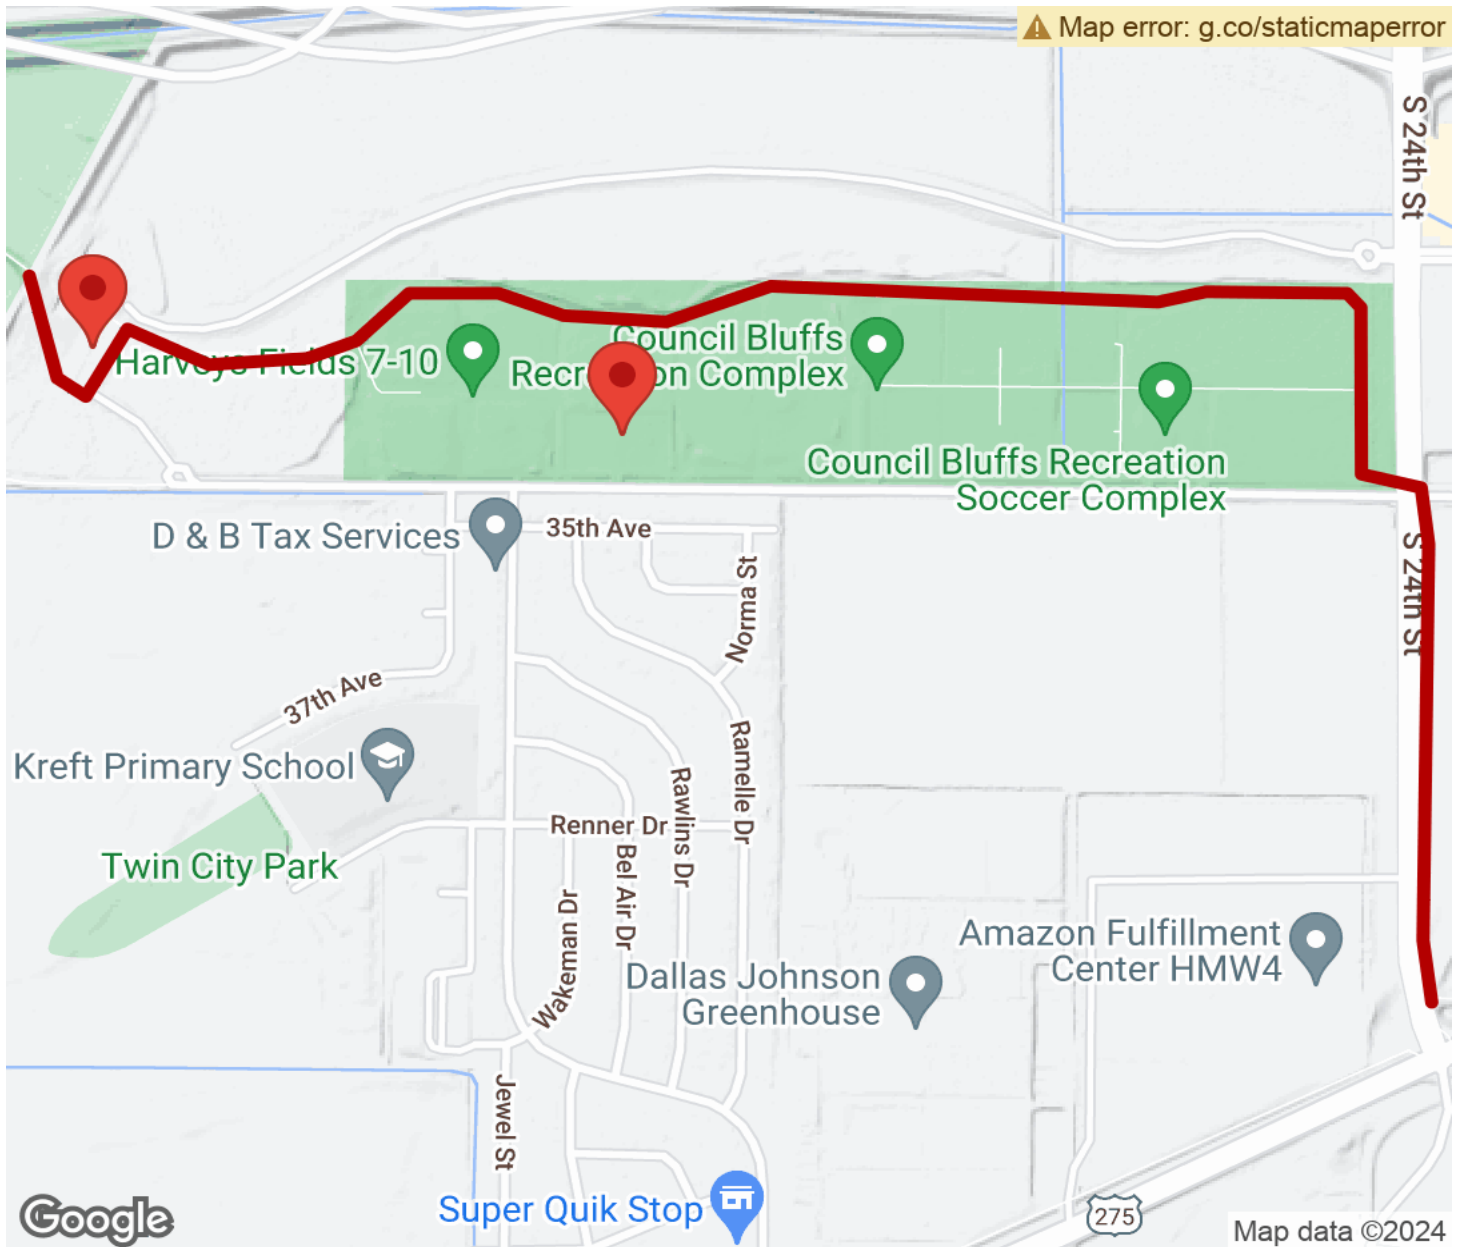 Map error: g.co/staticmaperror
S 24th St
Harveys Fields 7-10
Council Bluffs
Recreation Complex
Council Bluffs Recreation
Soccer Complex
D & B Tax Services
35th Ave
Norma St
S 24th St
37th Ave
Kreft Primary School
Ramelle Dr
Rawlins Dr
Renner Dr
Bel Air Dr
Twin City Park
Wakeman Dr
Amazon Fulfillment
Center HMW4
Dallas Johnson
Greenhouse
Jewel St
Super Quik Stop
275
Google
Map data ©2024